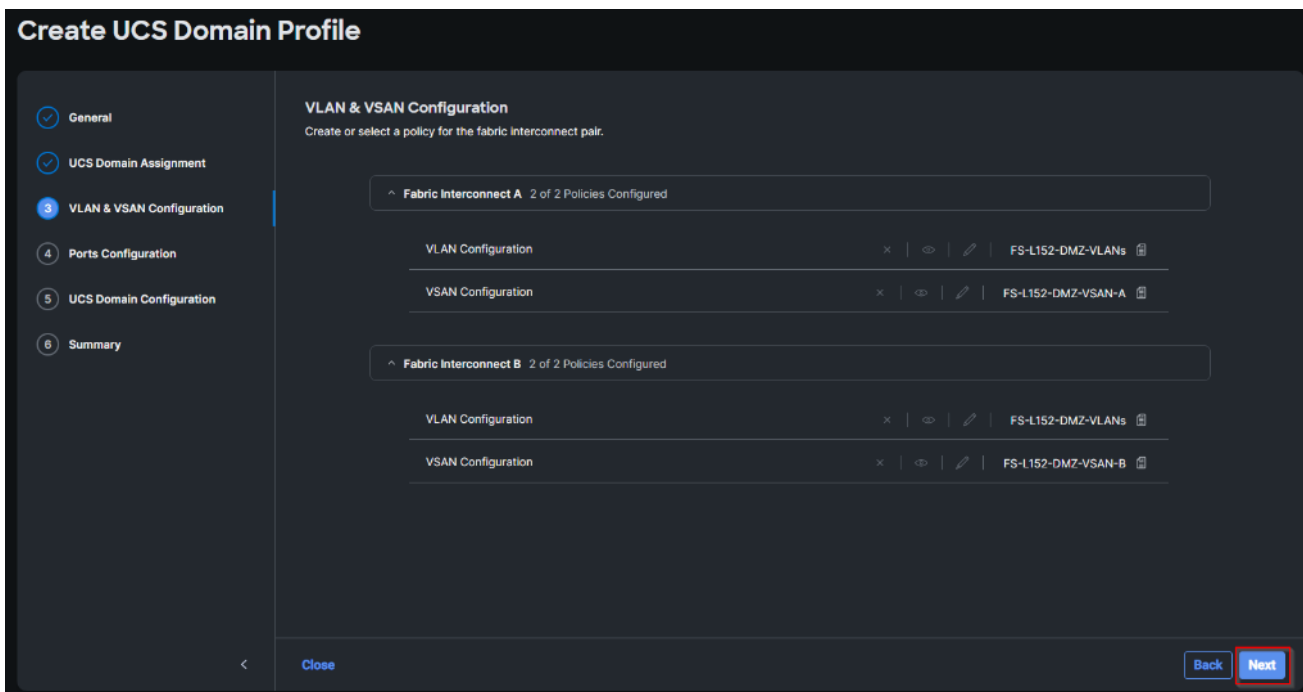 Create UCS Domain Profile
General
UCS Domain Assignment
3 VLAN & VSAN Configuration
4 Ports Configuration
5 UCS Domain Configuration
6 Summary
VLAN & VSAN Configuration
Create or select a policy for the fabric interconnect pair.
Fabric Interconnect A 2 of 2 Policies Configured
VLAN Configuration FS-L152-DMZ-VLANs
VSAN Configuration FS-L152-DMZ-VSAN-A
Fabric Interconnect B 2 of 2 Policies Configured
VLAN Configuration FS-L152-DMZ-VLANs
VSAN Configuration FS-L152-DMZ-VSAN-B
Close Back Next